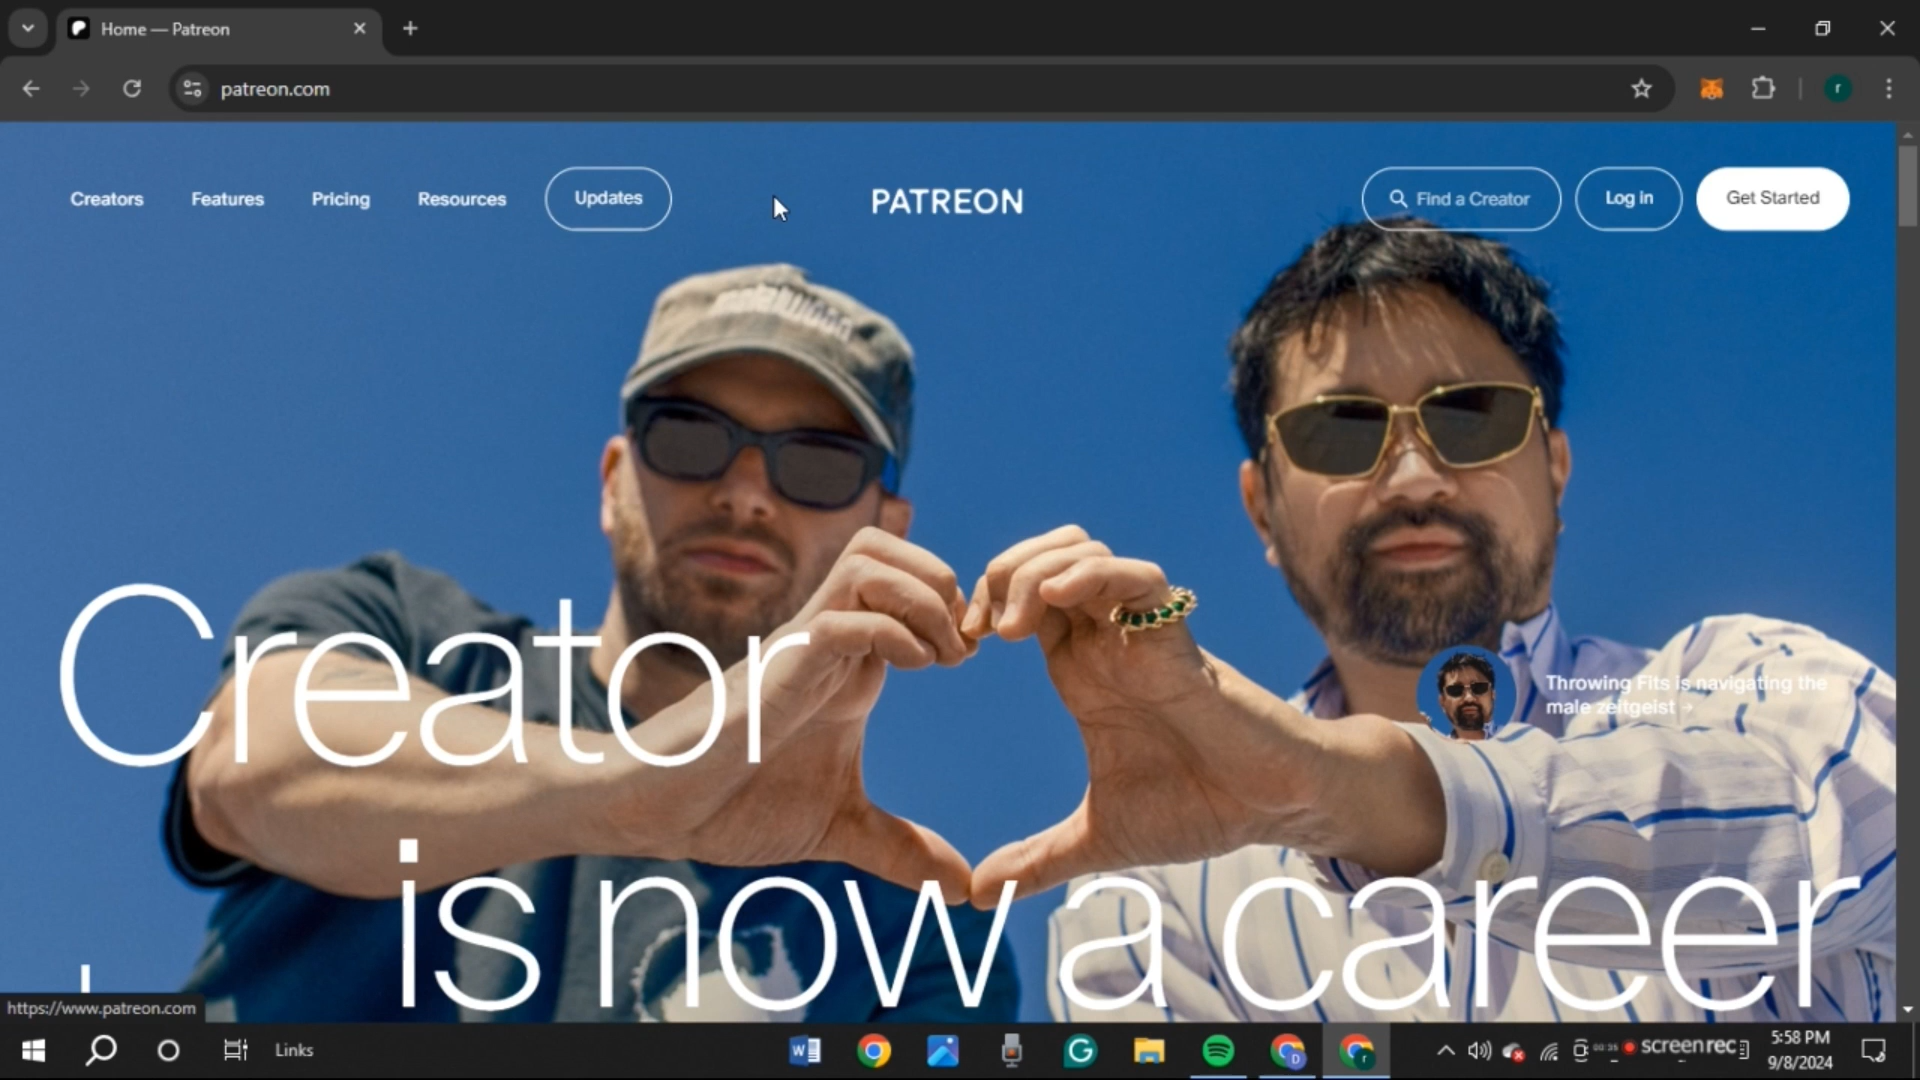 Home — Patreon
patreon.com
r
Creators Features Pricing Resources Updates PATREON Find a Creator Log in Get Started
Creator
Throwing Fits is navigating the
male zeitgeist →
is now a career
https://www.patreon.com
Links
00:35 screenrec
5:58 PM
9/8/2024